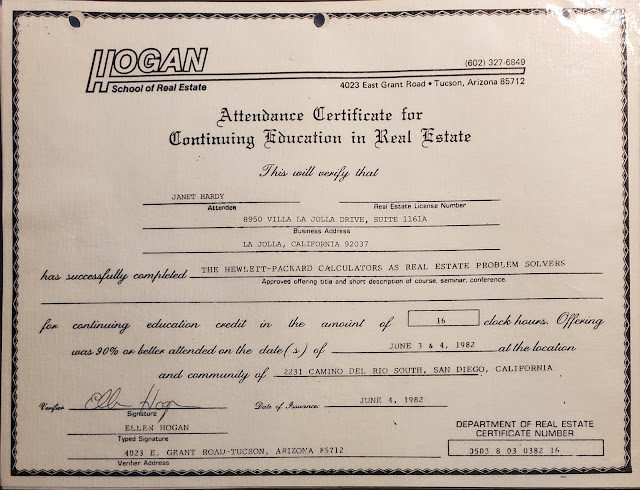 HOGAN
School of Real Estate
(602) 327-6849
4023 East Grant Road • Tucson, Arizona 85712
Attendance Certificate for
Continuing Education in Real Estate
This will verify that
JANET HARDY
Attendee
Real Estate License Number
8950 VILLA LA JOLLA DRIVE, SUITE 1161A
Business Address
LA JOLLA, CALIFORNIA 92037
has successfully completed THE HEWLETT-PACKARD CALCULATORS AS REAL ESTATE PROBLEM SOLVERS
Approved offering title and short description of course, seminar, conference.
for continuing education credit in the amount of 16 clock hours. Offering
was 90% or better attended on the date(s) of JUNE 3 & 4, 1982 at the location
and community of 2231 CAMINO DEL RIO SOUTH, SAN DIEGO, CALIFORNIA
Verifier Ellen Hogan Date of Issuance: JUNE 4, 1982
Signature
ELLEN HOGAN
Typed Signature
4023 E. GRANT ROAD-TUCSON, ARIZONA 85712
Verifier Address
DEPARTMENT OF REAL ESTATE
CERTIFICATE NUMBER
0503 8 03 0382 16